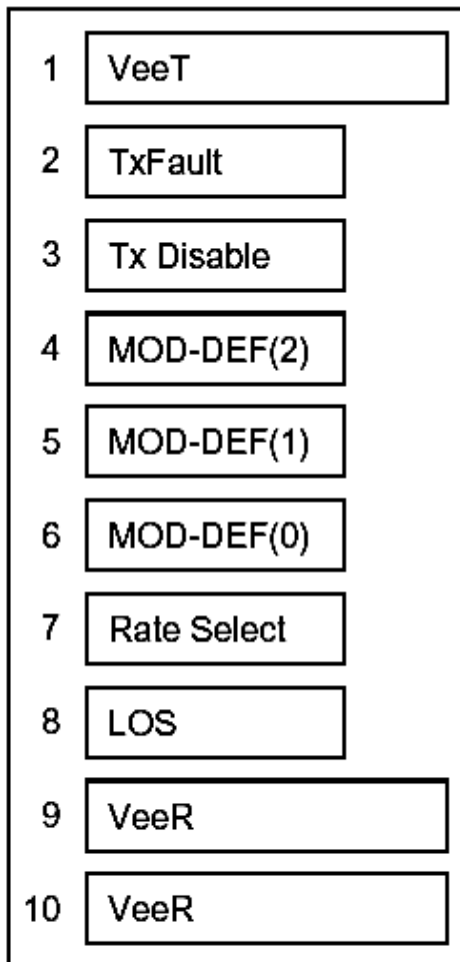 1 VeeT
2 TxFault
3 Tx Disable
4 MOD-DEF(2)
5 MOD-DEF(1)
6 MOD-DEF(0)
7 Rate Select
8 LOS
9 VeeR
10 VeeR